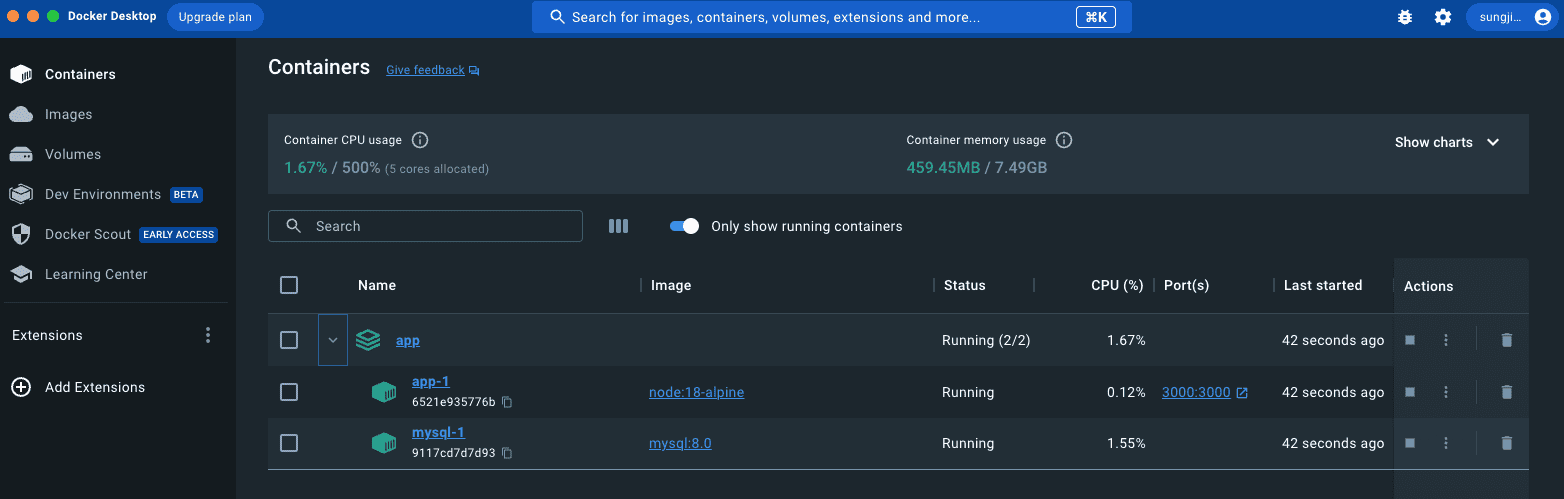 Docker Desktop Upgrade plan Search for images, containers, volumes, extensions and more... ⌘K sungji...
Containers
Images
Volumes
Dev Environments BETA
Docker Scout EARLY ACCESS
Learning Center
Extensions
Add Extensions
Containers Give feedback
Container CPU usage
1.67% / 500% (5 cores allocated)
Container memory usage
459.45MB / 7.49GB
Show charts
Search
Only show running containers
Name Image Status CPU (%) Port(s) Last started Actions
app Running (2/2) 1.67% 42 seconds ago
app-1
6521e935776b
node:18-alpine Running 0.12% 3000:3000 42 seconds ago
mysql-1
9117cd7d7d93
mysql:8.0 Running 1.55% 42 seconds ago